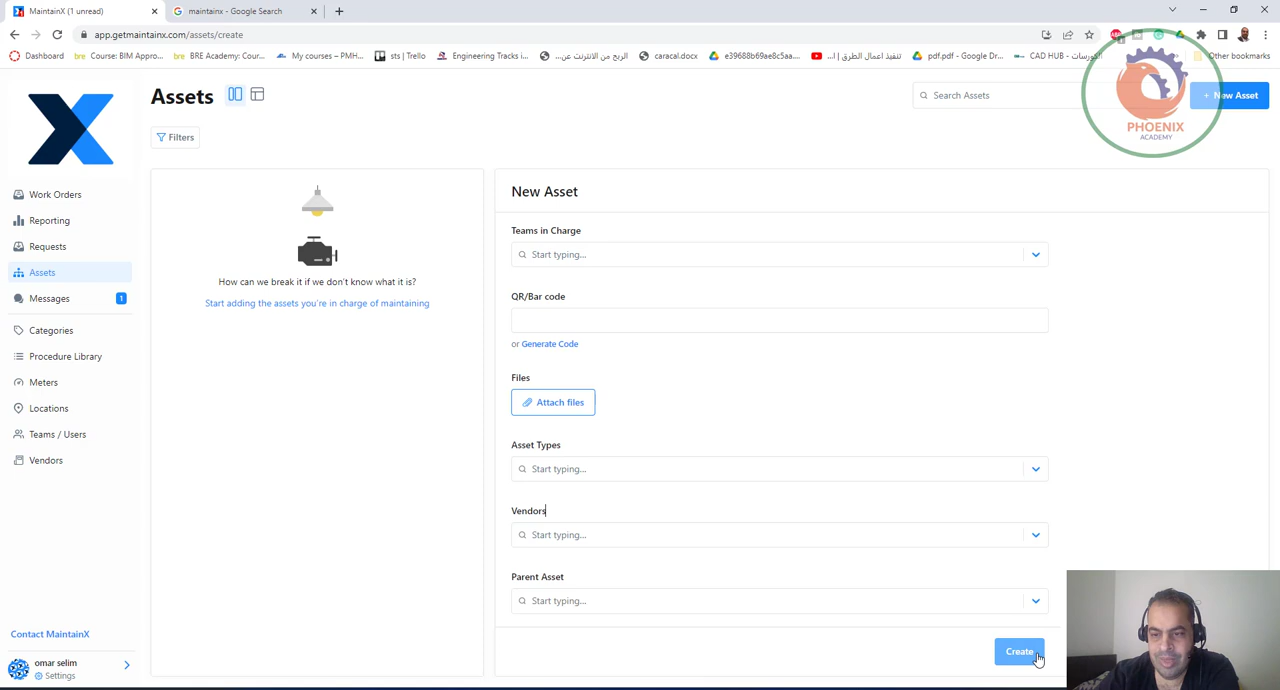 MaintainX (1 unread)
maintainx - Google Search
app.getmaintainx.com/assets/create
Dashboard
bre Course: BIM Appro...
bre BRE Academy: Cour...
My courses – PMH...
sts | Trello
Engineering Tracks i...
الربح من الانترنت عن...
caracal.docx
e39688b69a8c5aa...
تنفيذ اعمال الطرق | ا...
pdf.pdf - Google Dr...
كورسات - CAD HUB
Other bookmarks
Assets
Search Assets
+ New Asset
PHOENIX
ACADEMY
Filters
Work Orders
Reporting
Requests
Assets
Messages 1
Categories
Procedure Library
Meters
Locations
Teams / Users
Vendors
Contact MaintainX
omar selim
Settings
How can we break it if we don't know what it is?
Start adding the assets you're in charge of maintaining
New Asset
Teams in Charge
Start typing...
QR/Bar code
or Generate Code
Files
Attach files
Asset Types
Start typing...
Vendors
Start typing...
Parent Asset
Start typing...
Create